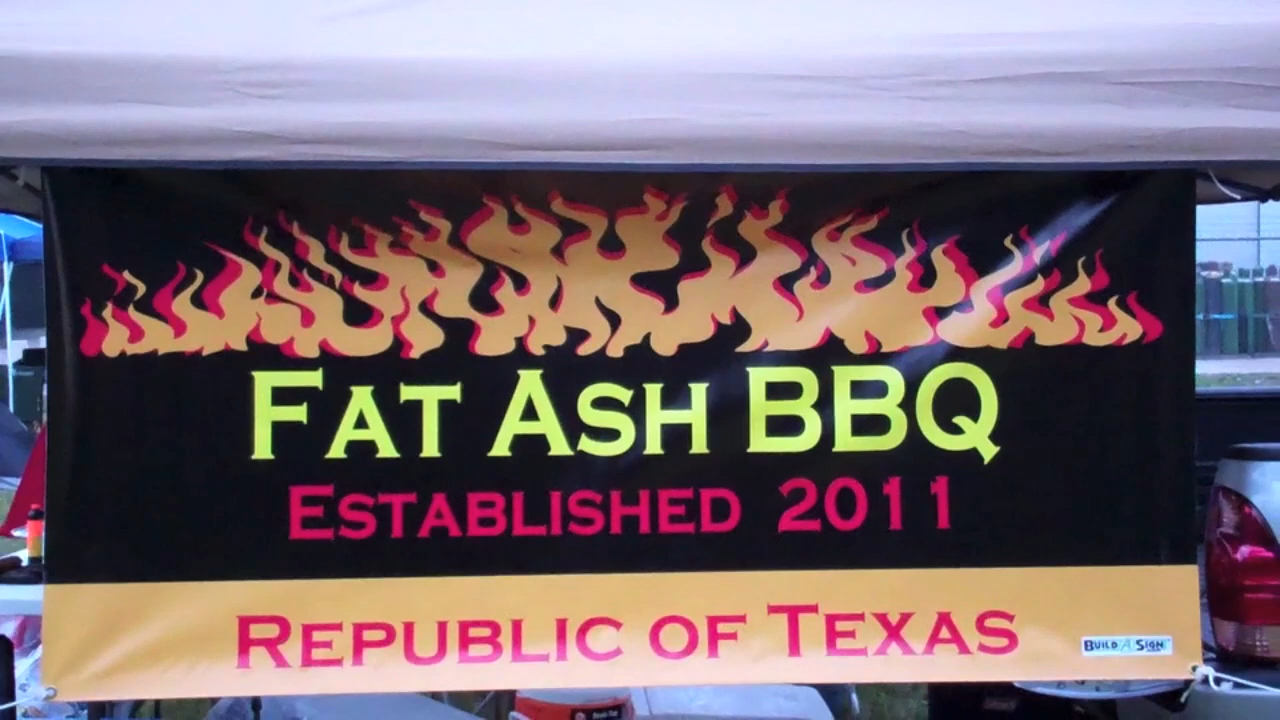 FAT ASH BBQ
ESTABLISHED 2011
REPUBLIC OF TEXAS
BUILD A SIGN